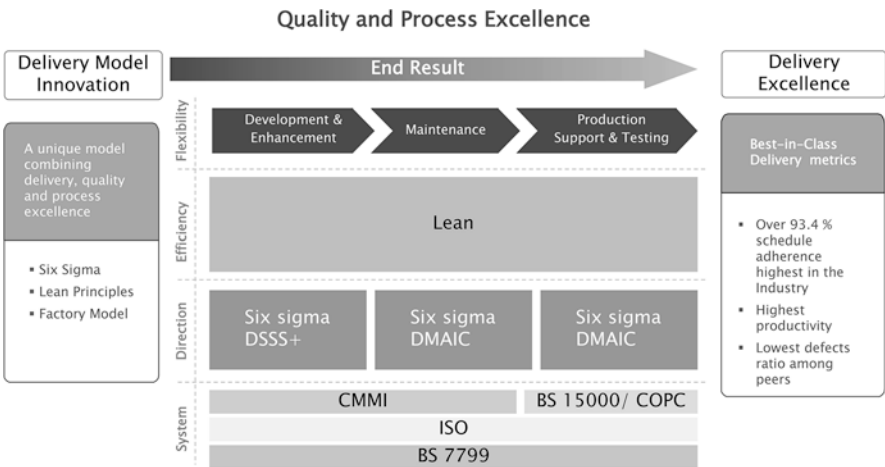 Quality and Process Excellence
Delivery Model
Innovation
End Result
Delivery
Excellence
A unique model
combining
delivery, quality
and process
excellence
▪ Six Sigma
▪ Lean Principles
▪ Factory Model
Flexibility
Development &
Enhancement
Maintenance
Production
Support & Testing
Efficiency
Lean
Direction
Six sigma
DSSS+
Six sigma
DMAIC
Six sigma
DMAIC
System
CMMI
BS 15000/ COPC
ISO
BS 7799
Best-in-Class
Delivery metrics
▪ Over 93.4 %
schedule
adherence
highest in the
Industry
▪ Highest
productivity
▪ Lowest defects
ratio among
peers